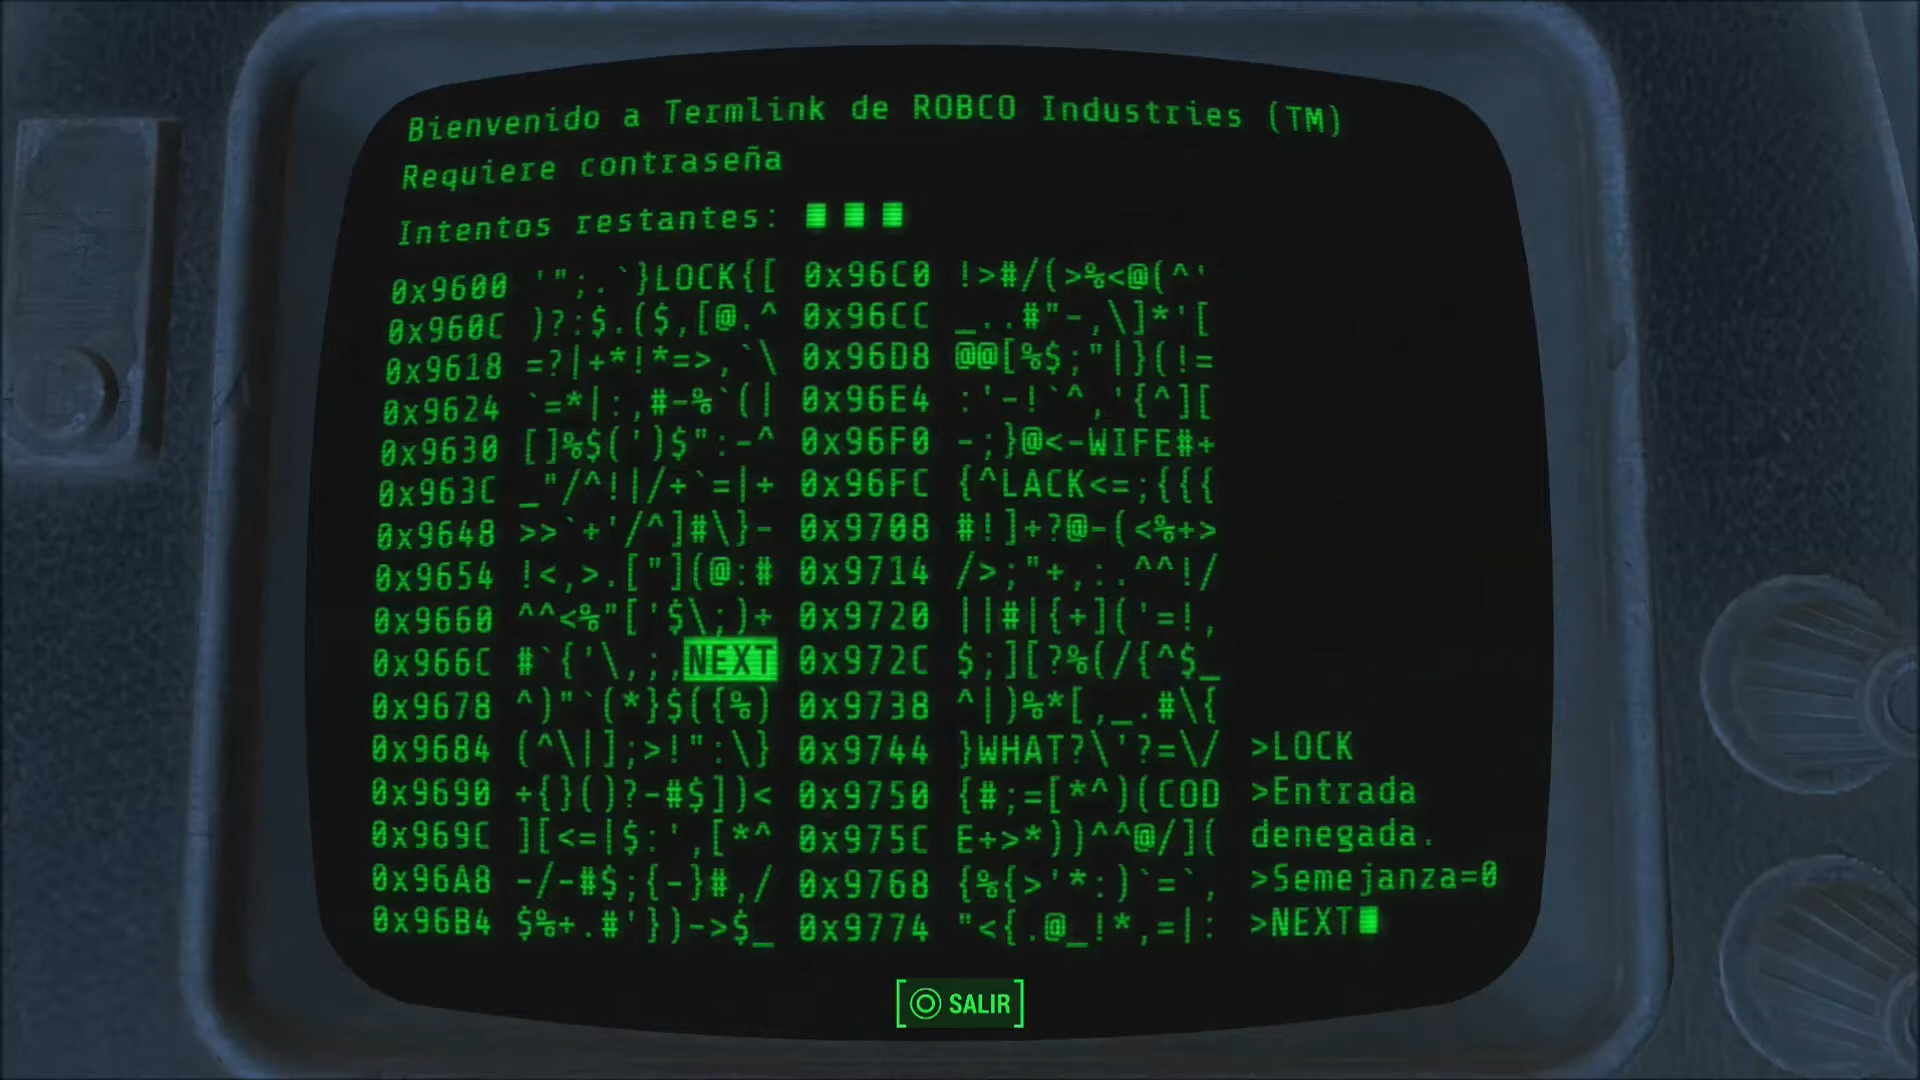 Bienvenido a Termlink de ROBCO Industries (TM)
Requiere contraseña
Intentos restantes:
0x9600 '";.`}LOCK{[ 0x96C0 !>#/(>%<@(^'
0x960C )?:$.($,[@.^ 0x96CC _..#"-,\]*'[
0x9618 =?|+*!*=>,`\ 0x96D8 @@[%$;"|}(!=
0x9624 `=*|:,#-%`(| 0x96E4 :'-!`^,'{^][
0x9630 []%$(')$":-^ 0x96F0 -;}@<-WIFE#+
0x963C _"/^!|/+`=|+ 0x96FC {^LACK<=;{{{
0x9648 >>`+'/^]#\}- 0x9708 #!]+?@-(<%+>
0x9654 !<,>.["](@:# 0x9714 />;"+,:.^^!/
0x9660 ^^<%"['$\;)+ 0x9720 ||#|{+]('=!,
0x966C #`{'\,;,NEXT 0x972C $;][?%(/{^$_
0x9678 ^)"`(*}$({%) 0x9738 ^|)%*[,_.#\{
0x9684 (^\|];>!":\} 0x9744 }WHAT?\'?=\/ >LOCK
0x9690 +{}()?-#$])< 0x9750 {#;=[*^)(COD >Entrada
0x969C ][<=|$:',[*^ 0x975C E+>*))^^@/]( denegada.
0x96A8 -/-#$;{-}#,/ 0x9768 {%{>'*:)`=`, >Semejanza=0
0x96B4 $%+.#'})->$_ 0x9774 "<{.@_!*,=|: >NEXT
SALIR